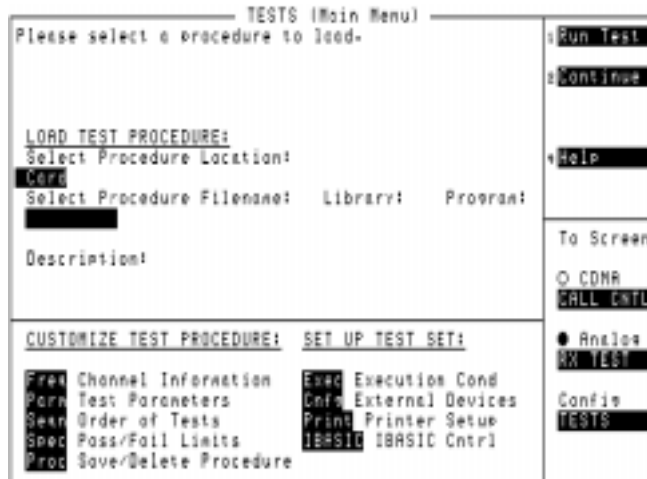 TESTS (Main Menu)
Please select a procedure to load.
LOAD TEST PROCEDURE:
Select Procedure Location:
Card
Select Procedure Filename: Library: Program:
Description:
CUSTOMIZE TEST PROCEDURE:
Freq Channel Information
Parm Test Parameters
Seqn Order of Tests
Spec Pass/Fail Limits
Proc Save/Delete Procedure
SET UP TEST SET:
Exec Execution Cond
Cnfg External Devices
Print Printer Setup
IBASIC IBASIC Cntrl
1 Run Test
2 Continue
4 Help
To Screen
CDMA
CALL CNTL
Analog
RX TEST
Config
TESTS